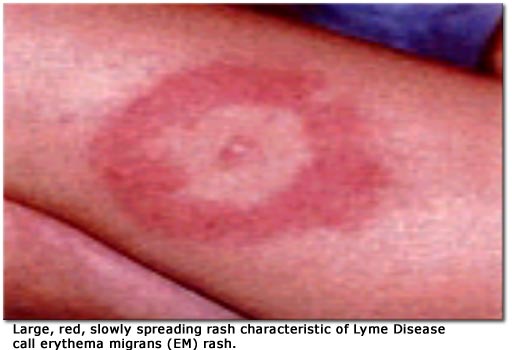 Large, red, slowly spreading rash characteristic of Lyme Disease
call erythema migrans (EM) rash.